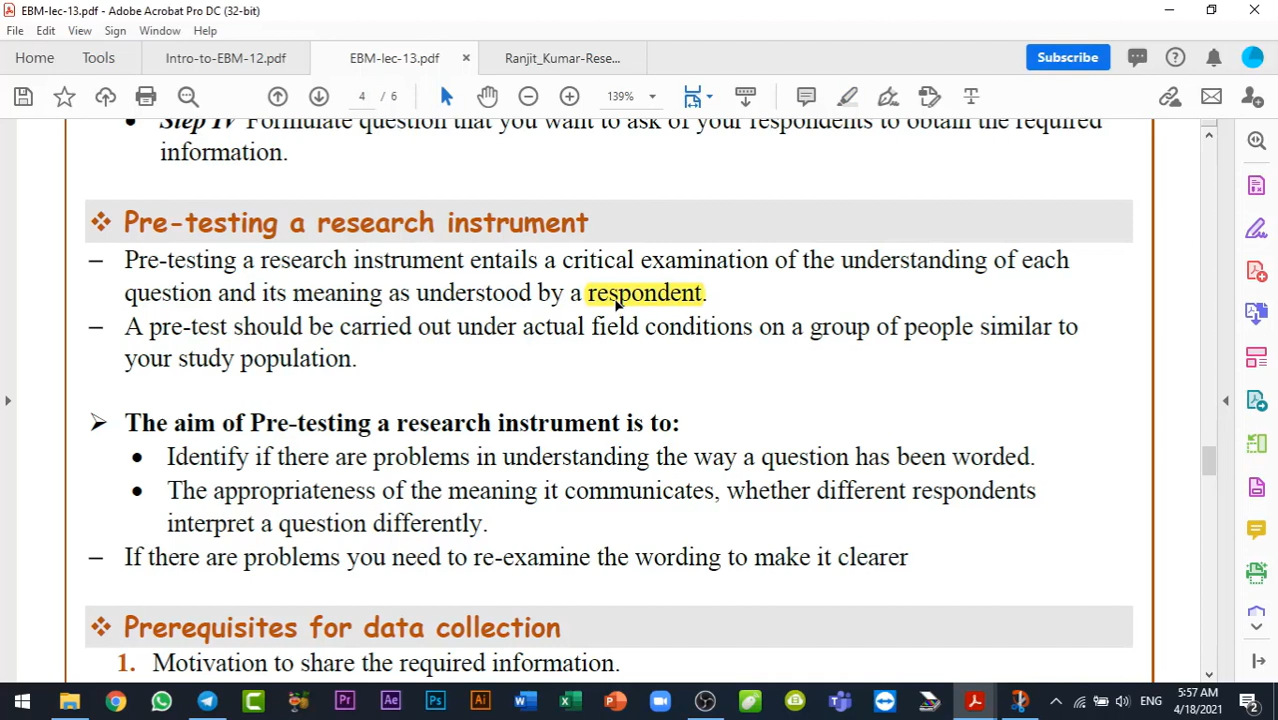 EBM-lec-13.pdf - Adobe Acrobat Pro DC (32-bit)
File Edit View Sign Window Help
Home Tools Intro-to-EBM-12.pdf EBM-lec-13.pdf × Ranjit_Kumar-Rese... Subscribe
4 / 6 139%
• Step IV Formulate question that you want to ask of your respondents to obtain the required
information.
❖ Pre-testing a research instrument
– Pre-testing a research instrument entails a critical examination of the understanding of each
question and its meaning as understood by a respondent.
– A pre-test should be carried out under actual field conditions on a group of people similar to
your study population.
➢ The aim of Pre-testing a research instrument is to:
• Identify if there are problems in understanding the way a question has been worded.
• The appropriateness of the meaning it communicates, whether different respondents
interpret a question differently.
– If there are problems you need to re-examine the wording to make it clearer
❖ Prerequisites for data collection
1. Motivation to share the required information.
Pr Ae Ps Ai ENG 5:57 AM
4/18/2021 2